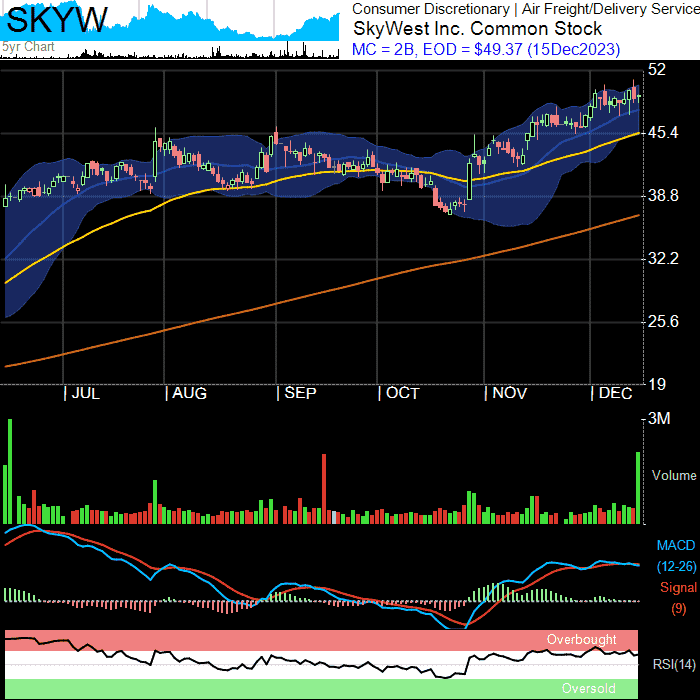 SKYW
5yr Chart
Consumer Discretionary | Air Freight/Delivery Service
SkyWest Inc. Common Stock
MC = 2B, EOD = $49.37 (15Dec2023)
52
45.4
38.8
32.2
25.6
19
JUL AUG SEP OCT NOV DEC
3M
Volume
MACD
(12-26)
Signal
(9)
Overbought
RSI(14)
Oversold